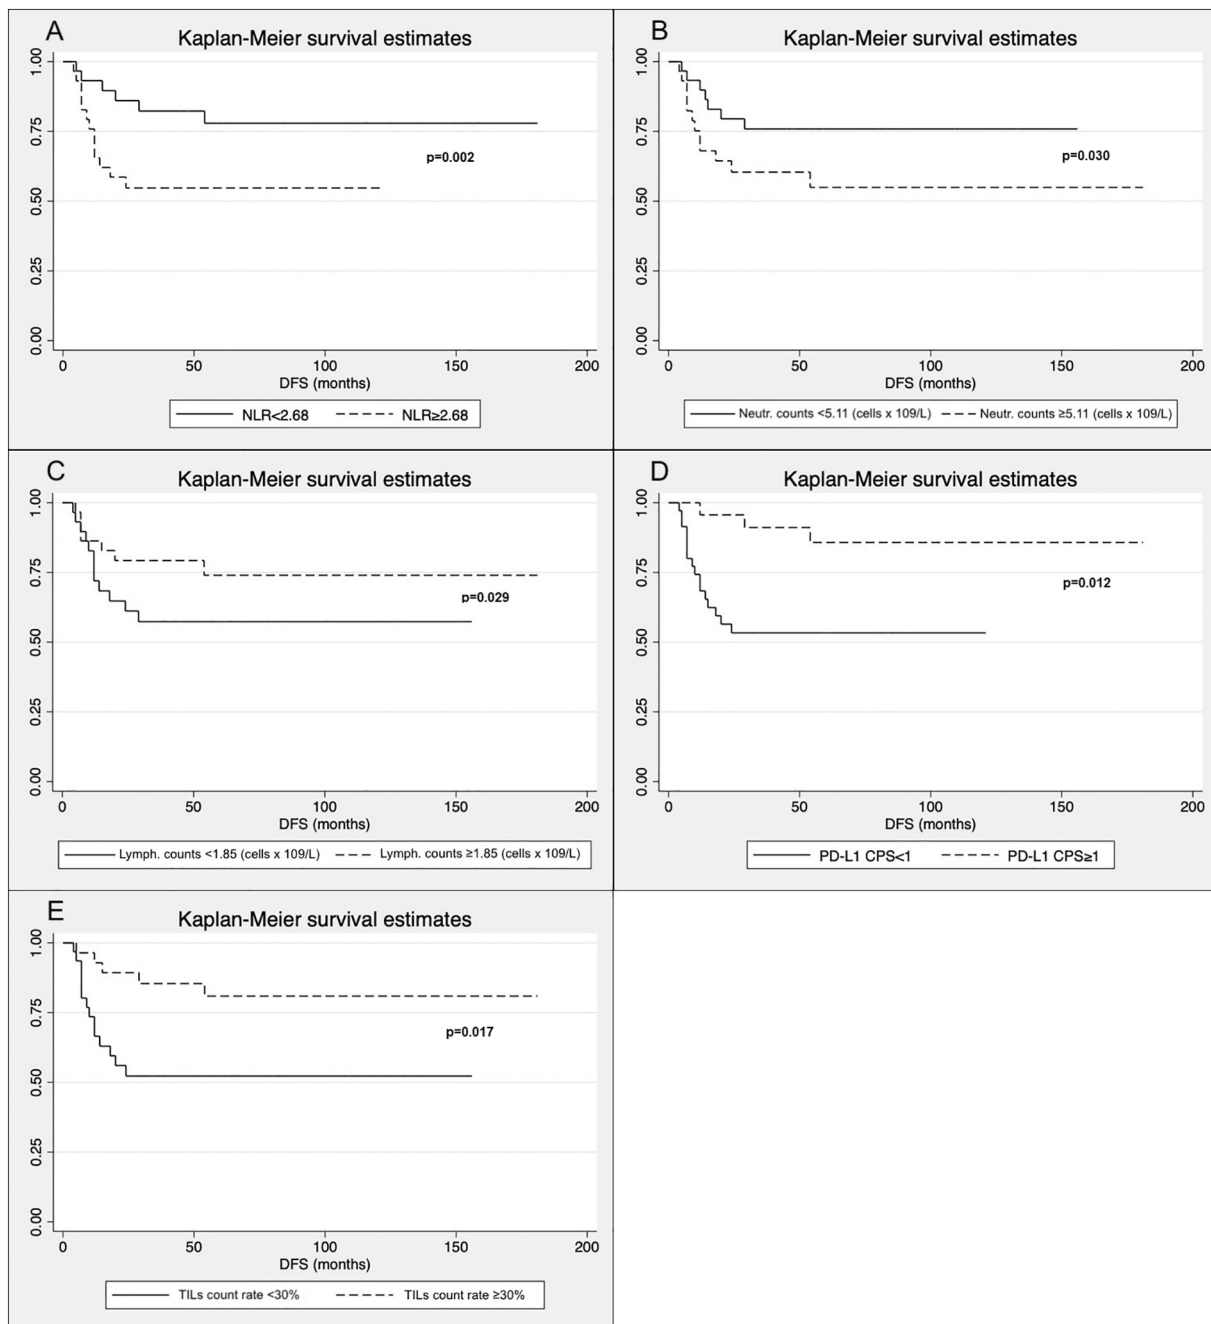 A
Kaplan-Meier survival estimates
1.00
0.75
0.50
0.25
0.00
p=0.002
0 50 100 150 200
DFS (months)
NLR<2.68 NLR≥2.68
B
Kaplan-Meier survival estimates
1.00
0.75
0.50
0.25
0.00
p=0.030
0 50 100 150 200
DFS (months)
Neutr. counts <5.11 (cells x 109/L) Neutr. counts ≥5.11 (cells x 109/L)
C
Kaplan-Meier survival estimates
1.00
0.75
0.50
0.25
0.00
p=0.029
0 50 100 150 200
DFS (months)
Lymph. counts <1.85 (cells x 109/L) Lymph. counts ≥1.85 (cells x 109/L)
D
Kaplan-Meier survival estimates
1.00
0.75
0.50
0.25
0.00
p=0.012
0 50 100 150 200
DFS (months)
PD-L1 CPS<1 PD-L1 CPS≥1
E
Kaplan-Meier survival estimates
1.00
0.75
0.50
0.25
0.00
p=0.017
0 50 100 150 200
DFS (months)
TILs count rate <30% TILs count rate ≥30%